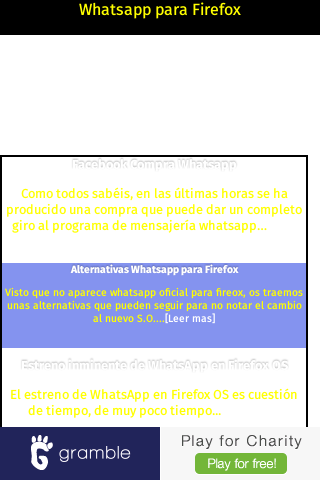 Whatsapp para Firefox
Facebook Compra Whatsapp
Como todos sabéis, en las últimas horas se ha
producido una compra que puede dar un completo
giro al programa de mensajería whatsapp...
Alternativas Whatsapp para Firefox
Visto que no aparece whatsapp oficial para fireox, os traemos
unas alternativas que pueden seguir para no notar el cambio
al nuevo S.O....[Leer mas]
Estreno inminente de WhatsApp en Firefox OS
El estreno de WhatsApp en Firefox OS es cuestión
de tiempo, de muy poco tiempo...
gramble
Play for Charity
Play for free!